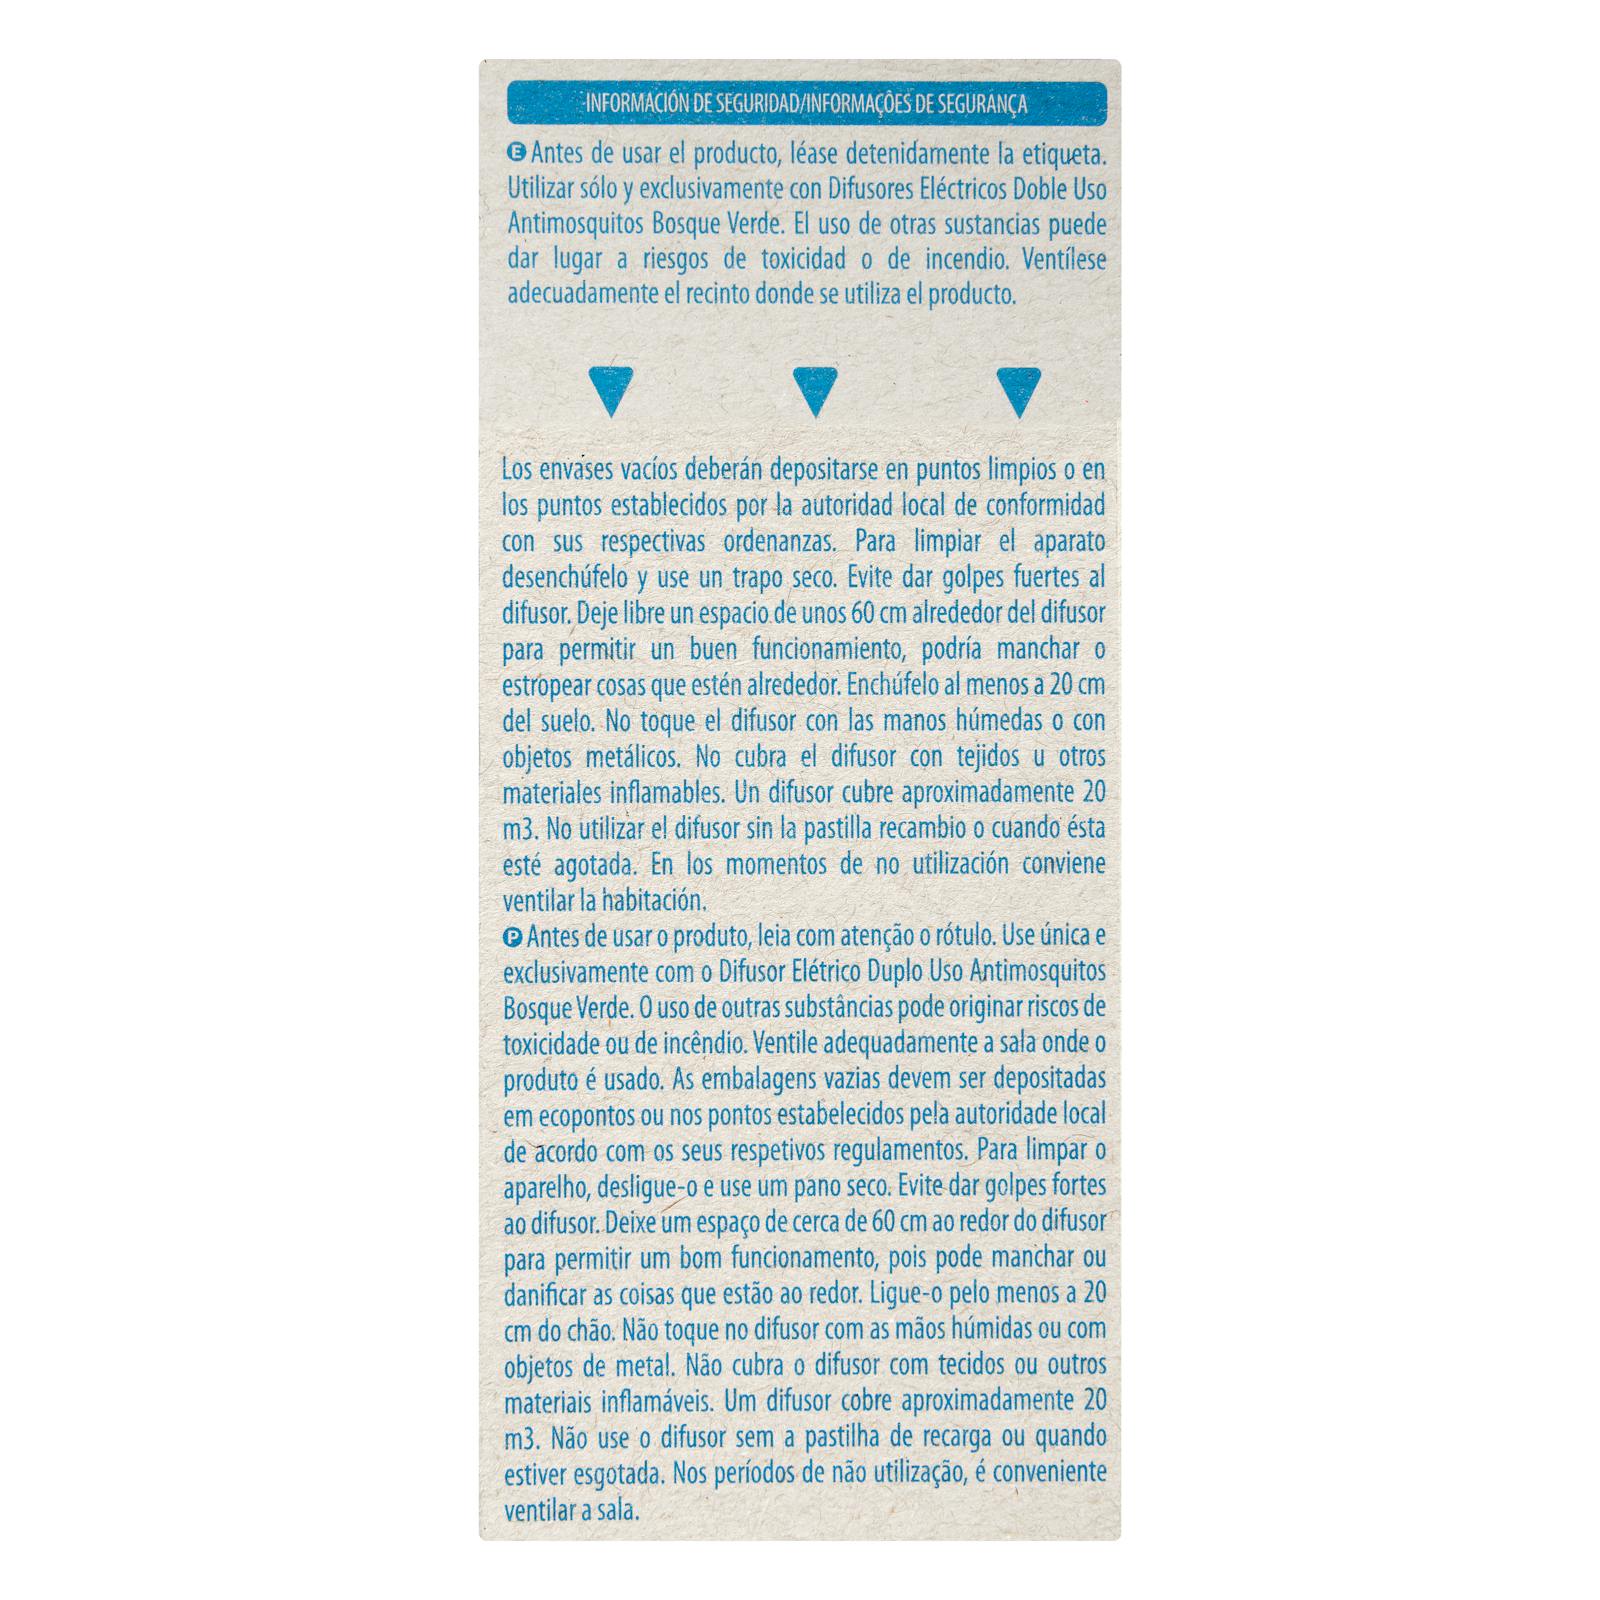 INFORMACIÓN DE SEGURIDAD/INFORMAÇÕES DE SEGURANÇA
E Antes de usar el producto, léase detenidamente la etiqueta.
Utilizar sólo y exclusivamente con Difusores Eléctricos Doble Uso
Antimosquitos Bosque Verde. El uso de otras sustancias puede
dar lugar a riesgos de toxicidad o de incendio. Ventílese
adecuadamente el recinto donde se utiliza el producto.
Los envases vacíos deberán depositarse en puntos limpios o en
los puntos establecidos por la autoridad local de conformidad
con sus respectivas ordenanzas. Para limpiar el aparato
desenchúfelo y use un trapo seco. Evite dar golpes fuertes al
difusor. Deje libre un espacio de unos 60 cm alrededor del difusor
para permitir un buen funcionamiento, podría manchar o
estropear cosas que estén alrededor. Enchúfelo al menos a 20 cm
del suelo. No toque el difusor con las manos húmedas o con
objetos metálicos. No cubra el difusor con tejidos u otros
materiales inflamables. Un difusor cubre aproximadamente 20
m3. No utilizar el difusor sin la pastilla recambio o cuando ésta
esté agotada. En los momentos de no utilización conviene
ventilar la habitación.
P Antes de usar o produto, leia com atenção o rótulo. Use única e
exclusivamente com o Difusor Elétrico Duplo Uso Antimosquitos
Bosque Verde. O uso de outras substâncias pode originar riscos de
toxicidade ou de incêndio. Ventile adequadamente a sala onde o
produto é usado. As embalagens vazias devem ser depositadas
em ecopontos ou nos pontos estabelecidos pela autoridade local
de acordo com os seus respetivos regulamentos. Para limpar o
aparelho, desligue-o e use um pano seco. Evite dar golpes fortes
ao difusor. Deixe um espaço de cerca de 60 cm ao redor do difusor
para permitir um bom funcionamento, pois pode manchar ou
danificar as coisas que estão ao redor. Ligue-o pelo menos a 20
cm do chão. Não toque no difusor com as mãos húmidas ou com
objetos de metal. Não cubra o difusor com tecidos ou outros
materiais inflamáveis. Um difusor cobre aproximadamente 20
m3. Não use o difusor sem a pastilha de recarga ou quando
estiver esgotada. Nos períodos de não utilização, é conveniente
ventilar a sala.